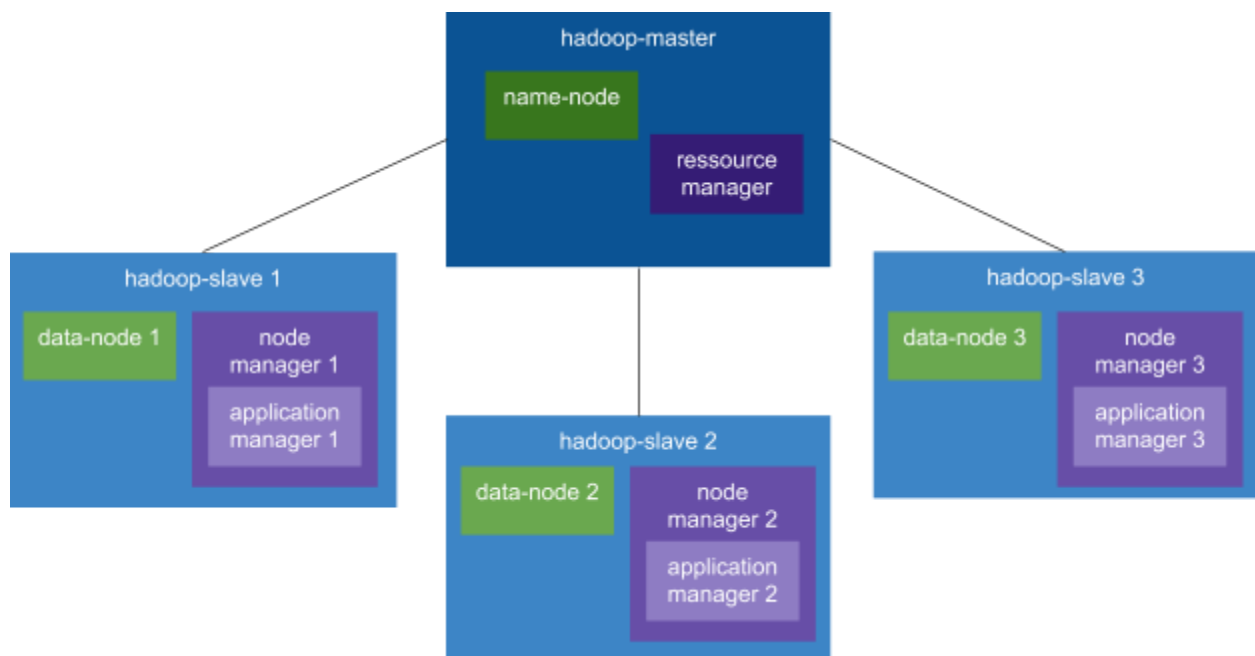 hadoop-master
name-node
ressource
manager
hadoop-slave 1
data-node 1
node
manager 1
application
manager 1
hadoop-slave 2
data-node 2
node
manager 2
application
manager 2
hadoop-slave 3
data-node 3
node
manager 3
application
manager 3